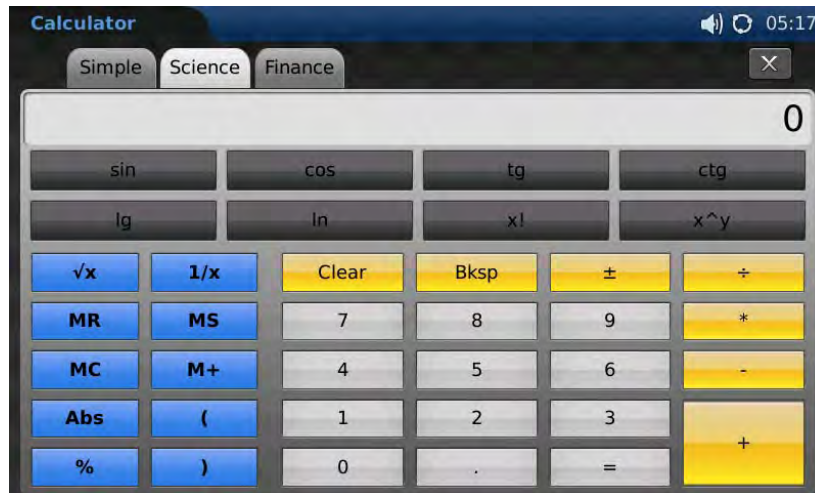 Calculator 05:17
Simple Science Finance X
0
sin cos tg ctg
lg ln x! x^y
√x 1/x Clear Bksp ± ÷
MR MS 7 8 9 *
MC M+ 4 5 6 -
Abs ( 1 2 3 +
% ) 0 . =